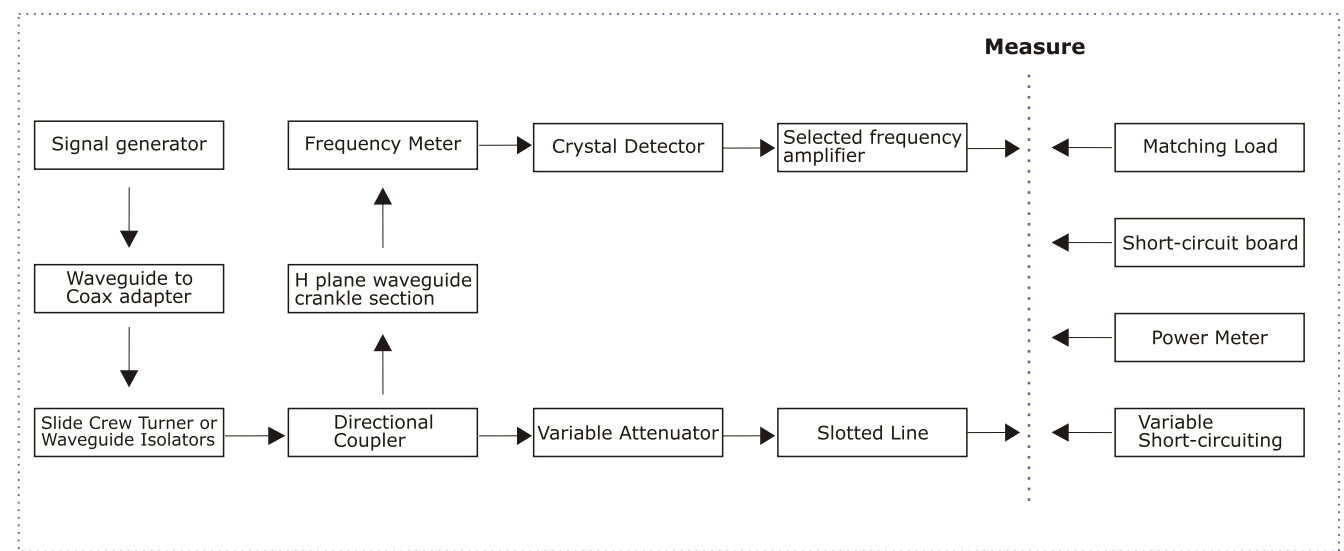 Measure
Signal generator
Frequency Meter
Crystal Detector
Selected frequency
amplifier
Matching Load
Short-circuit board
Waveguide to
Coax adapter
H plane waveguide
crankle section
Power Meter
Slide Crew Turner or
Waveguide Isolators
Directional
Coupler
Variable Attenuator
Slotted Line
Variable
Short-circuiting